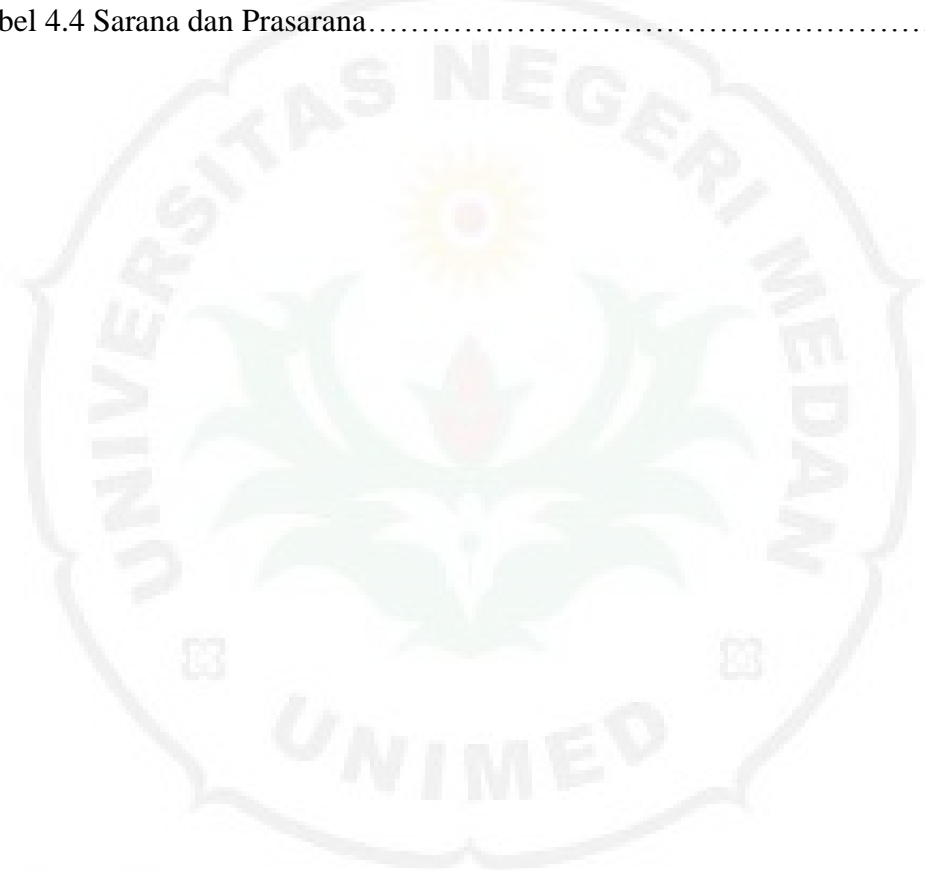 bel 4.4 Sarana dan Prasarana……………………………………………….
UNIVERSITAS NEGERI MEDAN
UNIMED